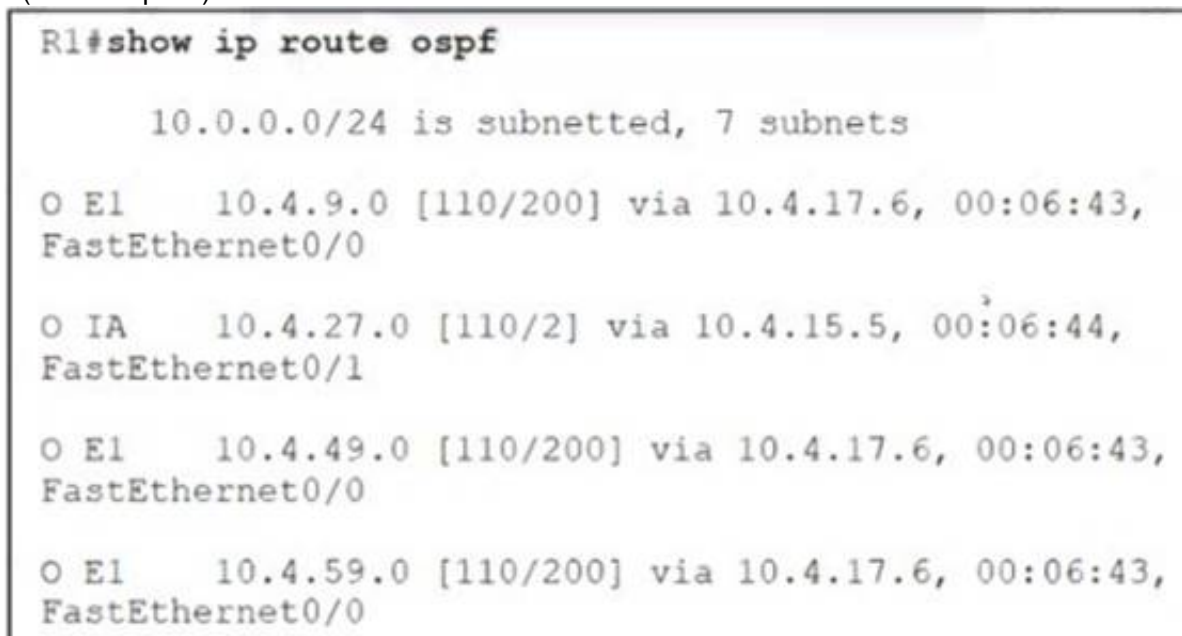 R1#show ip route ospf
10.0.0.0/24 is subnetted, 7 subnets
O E1 10.4.9.0 [110/200] via 10.4.17.6, 00:06:43,
FastEthernet0/0
O IA 10.4.27.0 [110/2] via 10.4.15.5, 00:06:44,
FastEthernet0/1
O E1 10.4.49.0 [110/200] via 10.4.17.6, 00:06:43,
FastEthernet0/0
O E1 10.4.59.0 [110/200] via 10.4.17.6, 00:06:43,
FastEthernet0/0